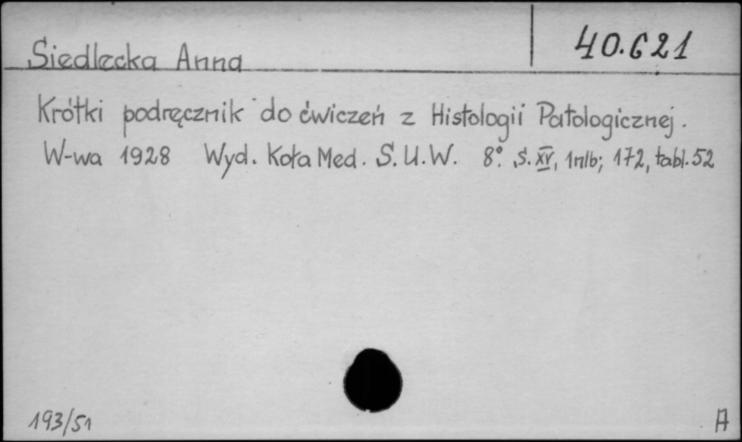 40.621
Siedlecka Anna
Krótki podręcznik do ćwiczeń z Histologii Patologicznej.
W-wa 1928 Wyd. Koła Med. S.U.W. 8° S. XV, 1nlb; 172, tabl. 52
193/51
A